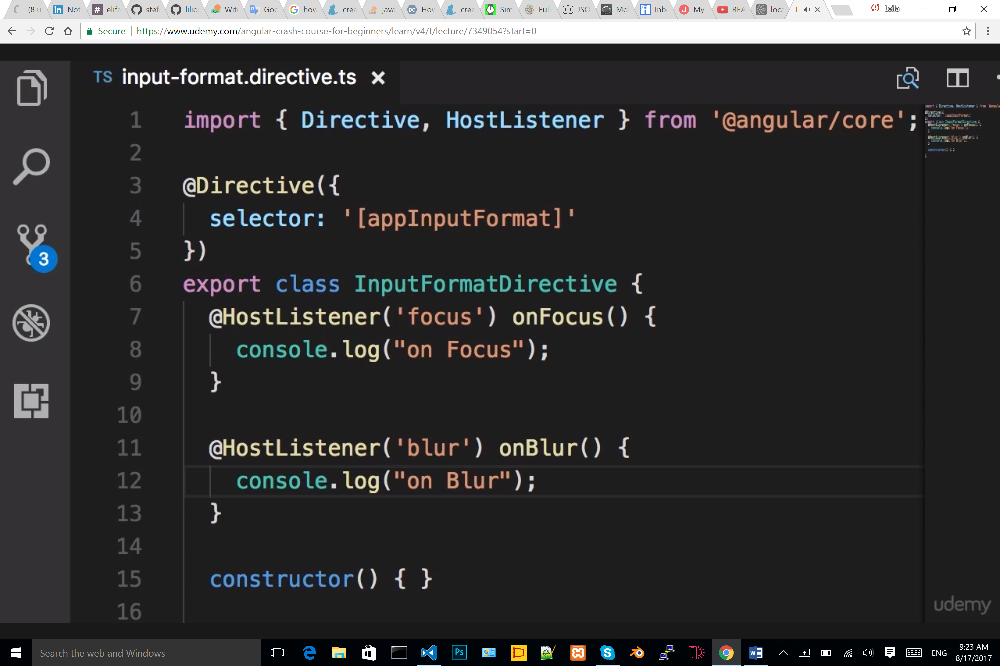 (8 u
Not
elifa
stef
lilio
Witc
Goc
how
crea
java
How
crea
Sim
Full
JSO
Mo
Inbo
My
REA
loca
T
Leila
Secure
https://www.udemy.com/angular-crash-course-for-beginners/learn/v4/t/lecture/7349054?start=0
TS input-format.directive.ts
1 import { Directive, HostListener } from '@angular/core';
2
3 @Directive({
4 selector: '[appInputFormat]'
5 })
6 export class InputFormatDirective {
7 @HostListener('focus') onFocus() {
8 console.log("on Focus");
9 }
10
11 @HostListener('blur') onBlur() {
12 console.log("on Blur");
13 }
14
15 constructor() { }
16
3
udemy
Search the web and Windows
Ps
ENG
9:23 AM
8/17/2017